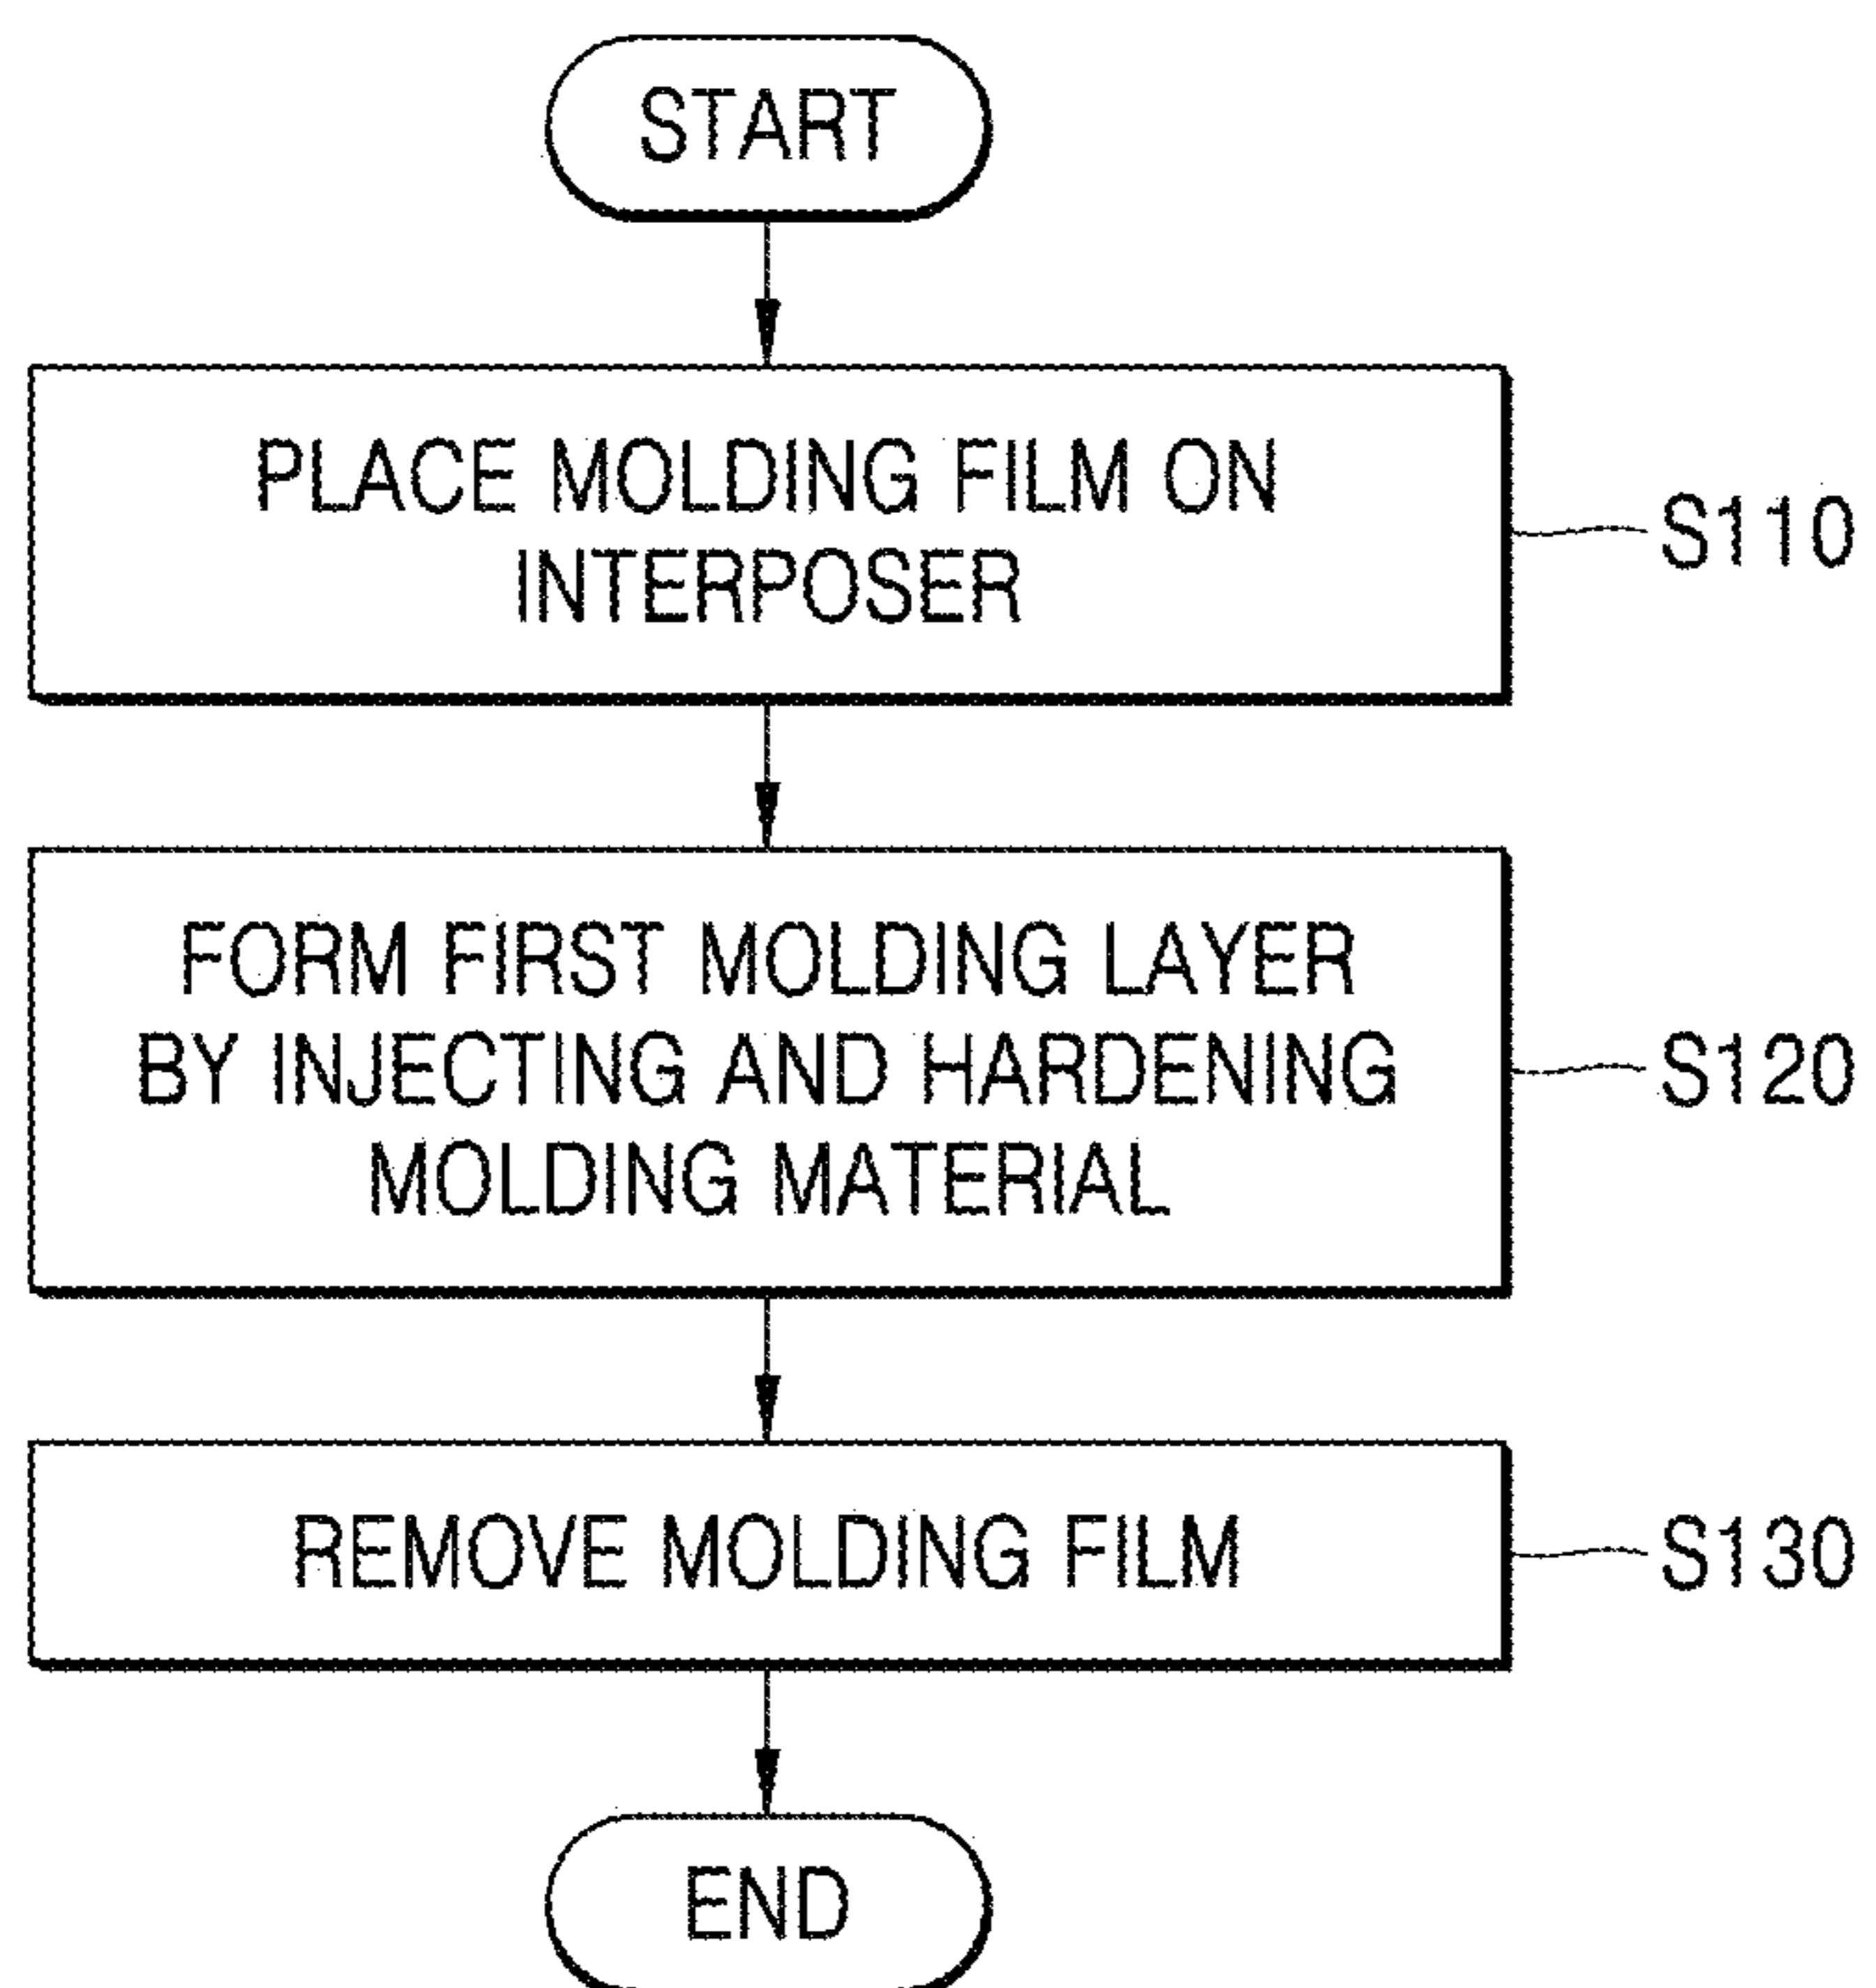 START
PLACE MOLDING FILM ON
INTERPOSER
S110
FORM FIRST MOLDING LAYER
BY INJECTING AND HARDENING
MOLDING MATERIAL
S120
REMOVE MOLDING FILM
S130
END